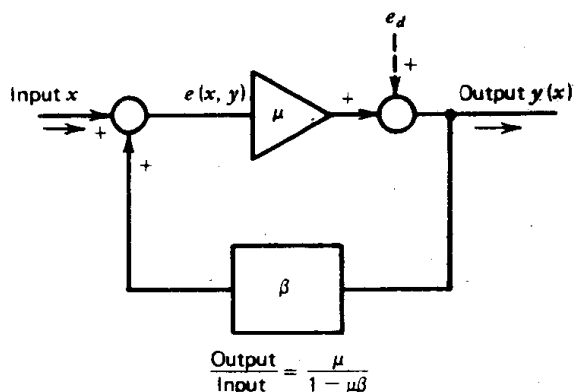 e_d
+
Input x
e(x, y)
μ
+
Output y(x)
+
+
β
Output/Input = μ/(1 − μβ)